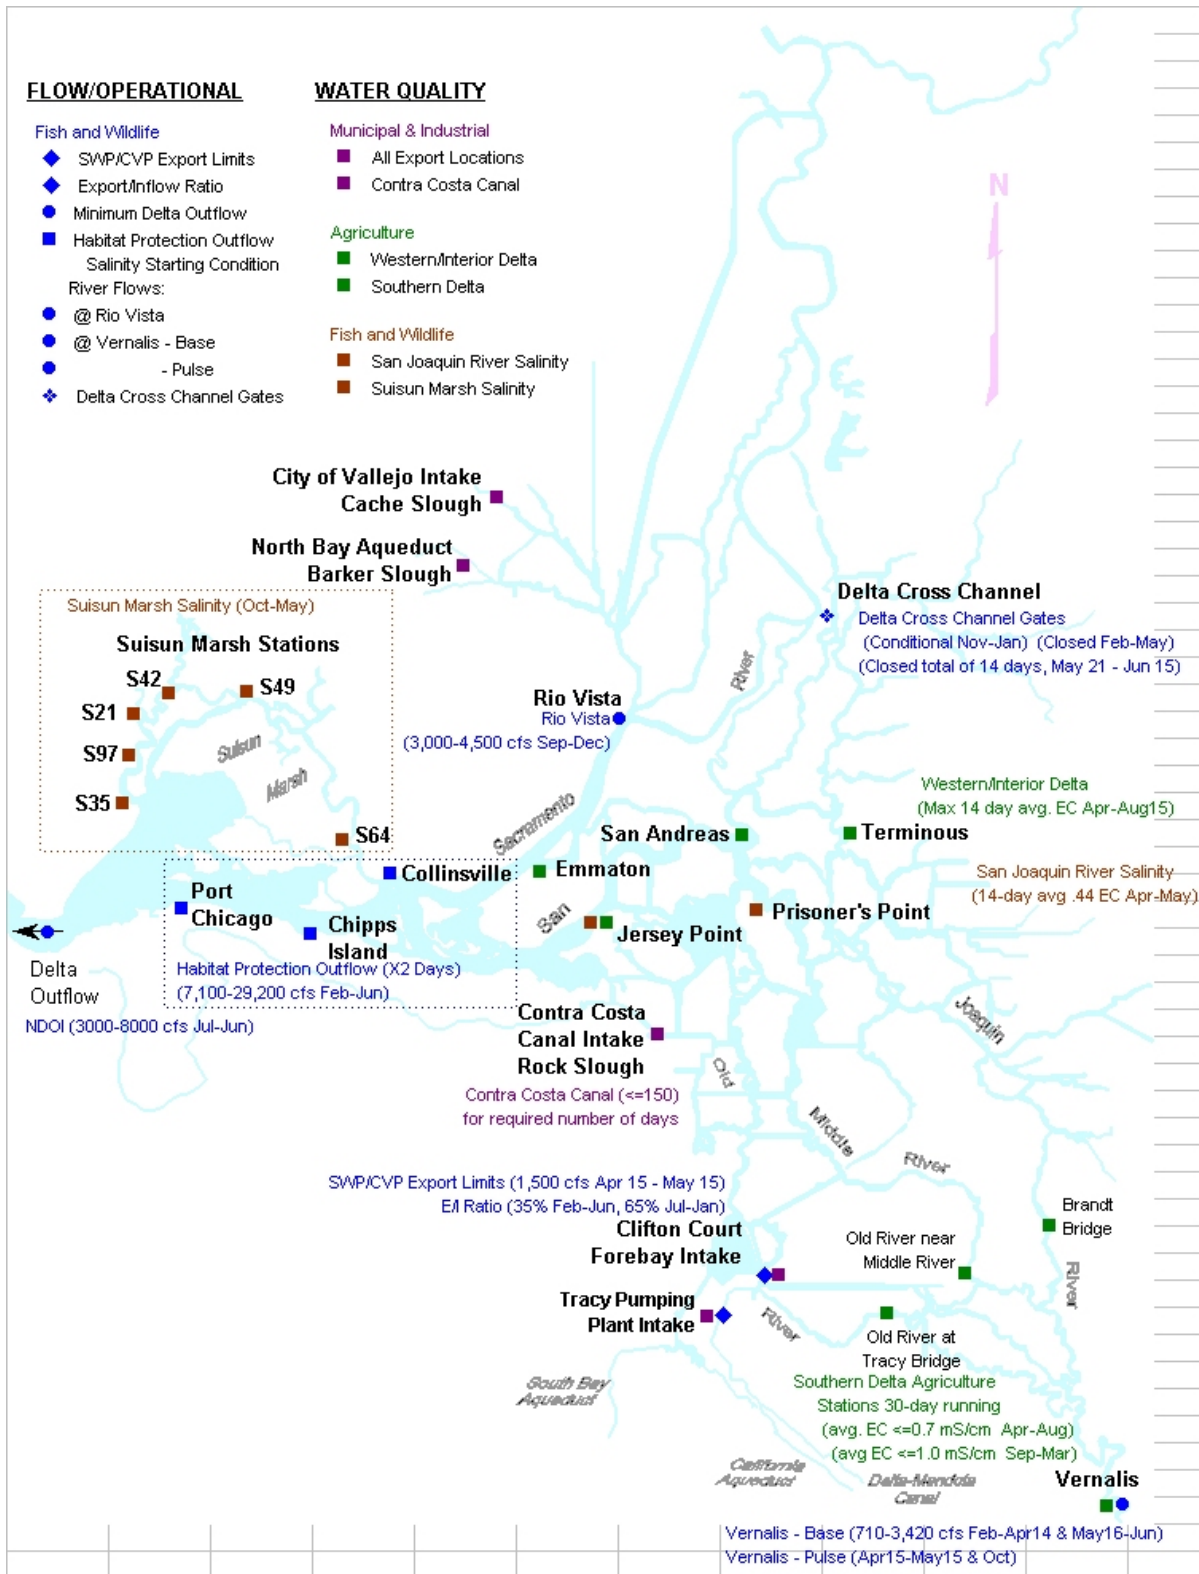 FLOW/OPERATIONAL
Fish and Wildlife
SWP/CVP Export Limits
Export/Inflow Ratio
Minimum Delta Outflow
Habitat Protection Outflow
Salinity Starting Condition
River Flows:
@ Rio Vista
@ Vernalis - Base
- Pulse
Delta Cross Channel Gates
WATER QUALITY
Municipal & Industrial
All Export Locations
Contra Costa Canal
Agriculture
Western/Interior Delta
Southern Delta
Fish and Wildlife
San Joaquin River Salinity
Suisun Marsh Salinity
N
City of Vallejo Intake
Cache Slough
North Bay Aqueduct
Barker Slough
Suisun Marsh Salinity (Oct-May)
Suisun Marsh Stations
S42
S49
S21
S97
S35
S64
Suisun
Marsh
Delta Cross Channel
Delta Cross Channel Gates
(Conditional Nov-Jan) (Closed Feb-May)
(Closed total of 14 days, May 21 - Jun 15)
River
Rio Vista
Rio Vista
(3,000-4,500 cfs Sep-Dec)
Sacramento
Western/Interior Delta
(Max 14 day avg. EC Apr-Aug15)
San Andreas
Terminous
Collinsville
Emmaton
San Joaquin River Salinity
(14-day avg .44 EC Apr-May)
Port
Chicago
Chipps
Island
San
Jersey Point
Prisoner's Point
Habitat Protection Outflow (X2 Days)
(7,100-29,200 cfs Feb-Jun)
Delta
Outflow
NDOI (3000-8000 cfs Jul-Jun)
Contra Costa
Canal Intake
Rock Slough
Contra Costa Canal (<=150)
for required number of days
Joaquin
Old
Middle
River
SWP/CVP Export Limits (1,500 cfs Apr 15 - May 15)
E/I Ratio (35% Feb-Jun, 65% Jul-Jan)
Clifton Court
Forebay Intake
Brandt
Bridge
Old River near
Middle River
River
Tracy Pumping
Plant Intake
River
Old River at
Tracy Bridge
South Bay
Aqueduct
Southern Delta Agriculture
Stations 30-day running
(avg. EC <=0.7 mS/cm Apr-Aug)
(avg EC <=1.0 mS/cm Sep-Mar)
California
Aqueduct
Delta-Mendota
Canal
Vernalis
Vernalis - Base (710-3,420 cfs Feb-Apr14 & May16-Jun)
Vernalis - Pulse (Apr15-May15 & Oct)